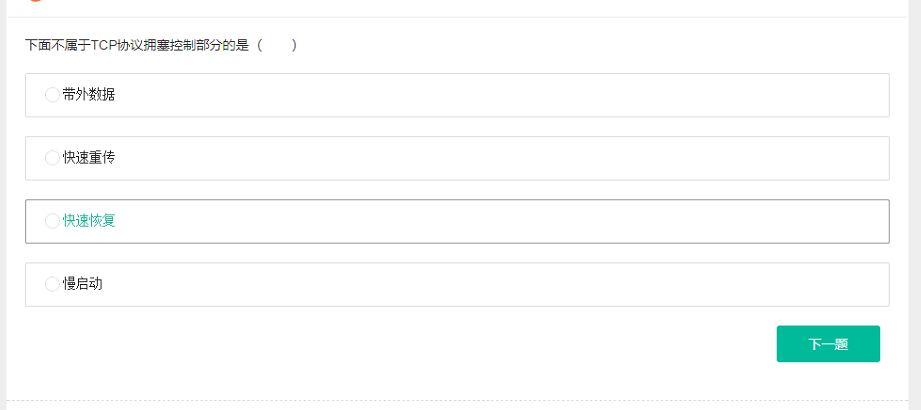 下面不属于TCP协议拥塞控制部分的是（　　）
带外数据
快速重传
快速恢复
慢启动
下一题